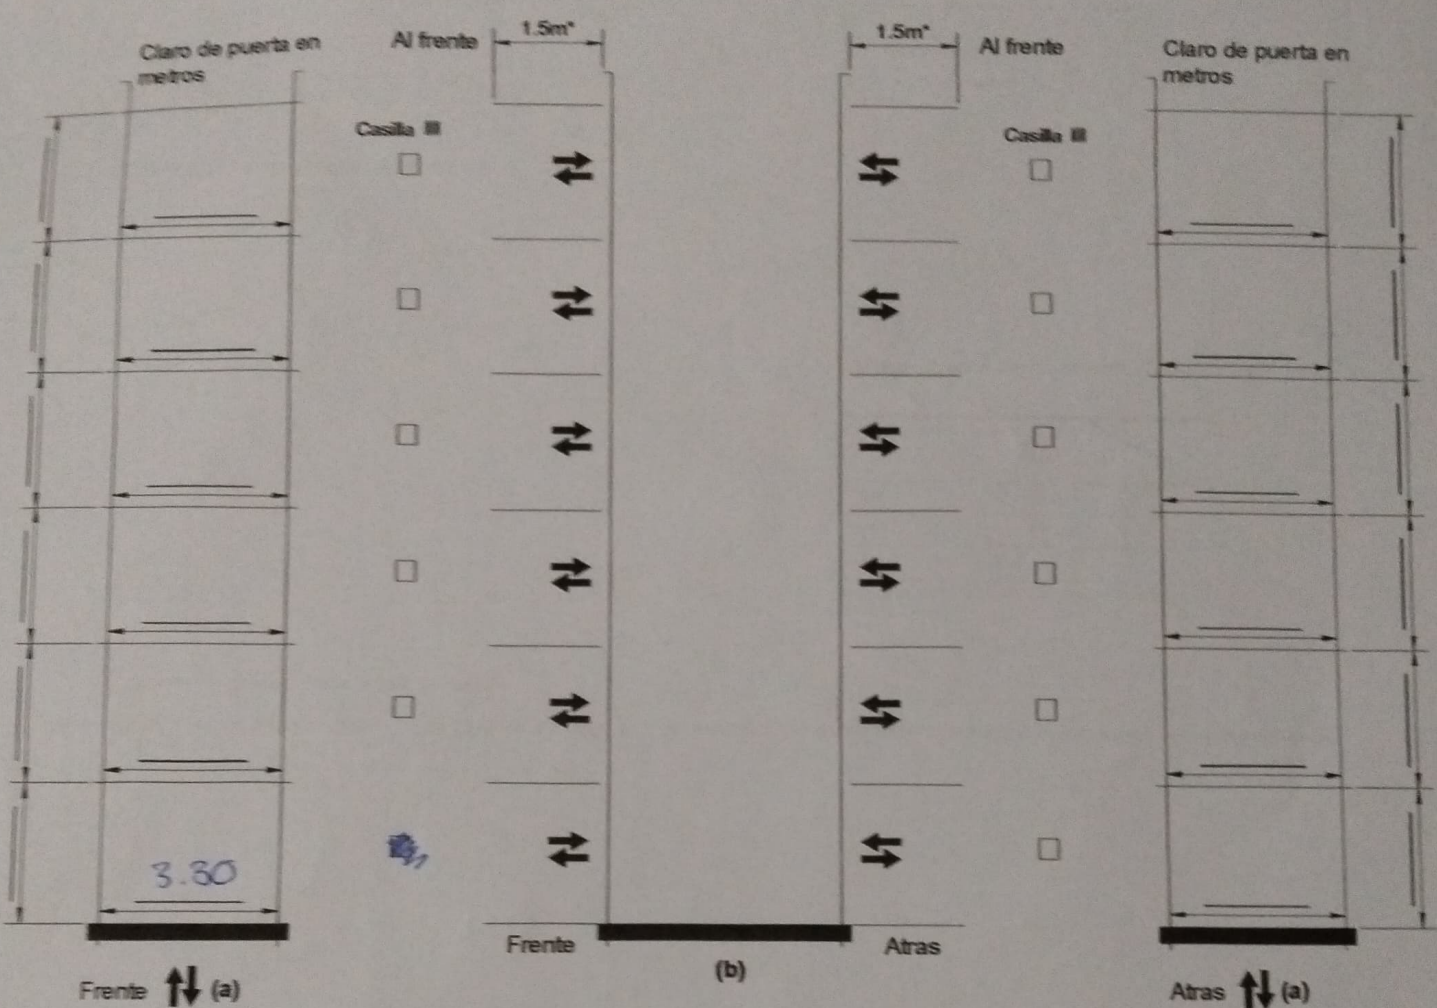 Claro de puerta en
metros
Al frente
1.5m*
1.5m*
Al frente
Claro de puerta en
metros
Casilla III
Casilla III
3.30
Frente
Atras
(b)
Frente (a)
Atras (a)